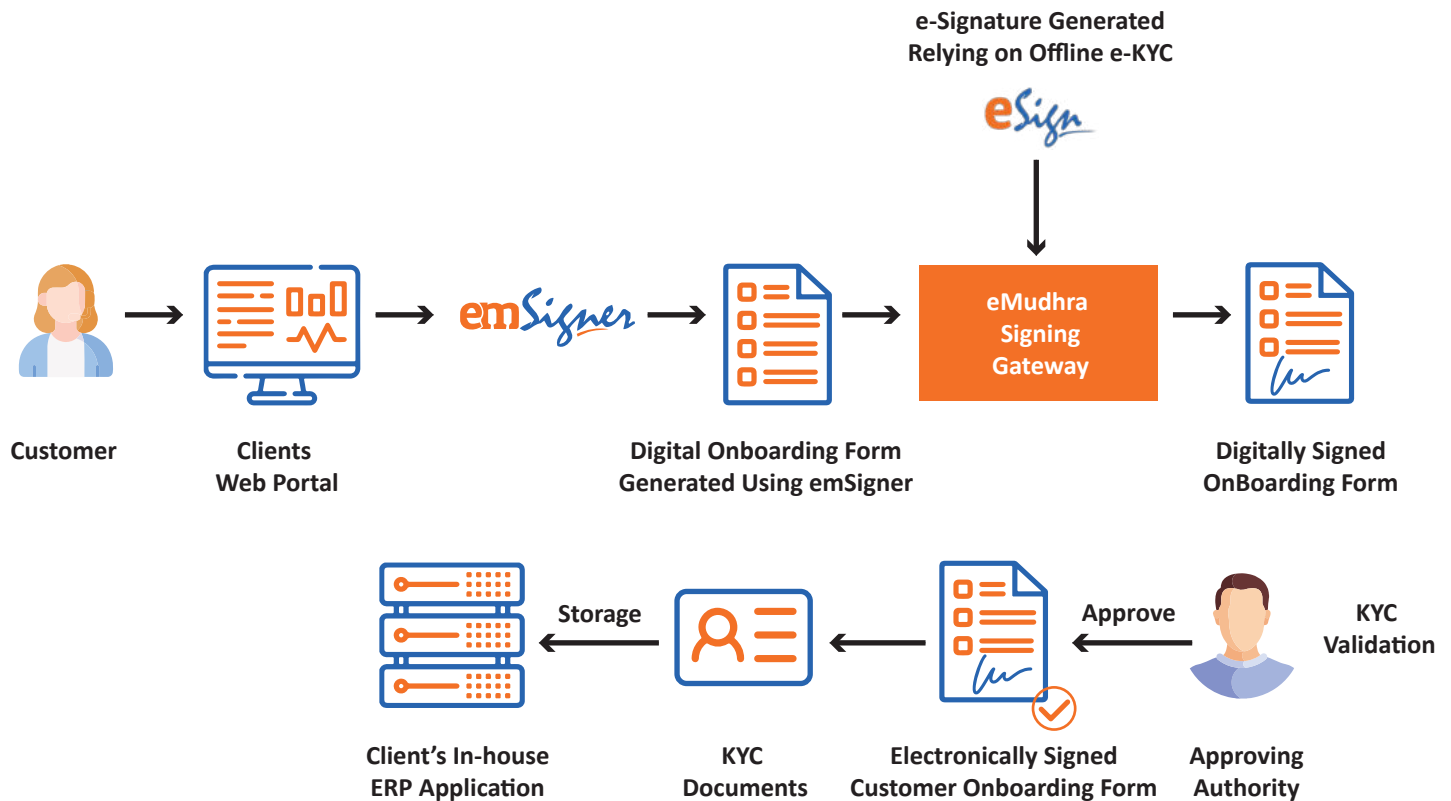 e-Signature Generated
Relying on Offline e-KYC
eSign
emSigner
eMudhra
Signing
Gateway
Customer
Clients
Web Portal
Digital Onboarding Form
Generated Using emSigner
Digitally Signed
OnBoarding Form
Storage
Approve
KYC
Validation
Client's In-house
ERP Application
KYC
Documents
Electronically Signed
Customer Onboarding Form
Approving
Authority